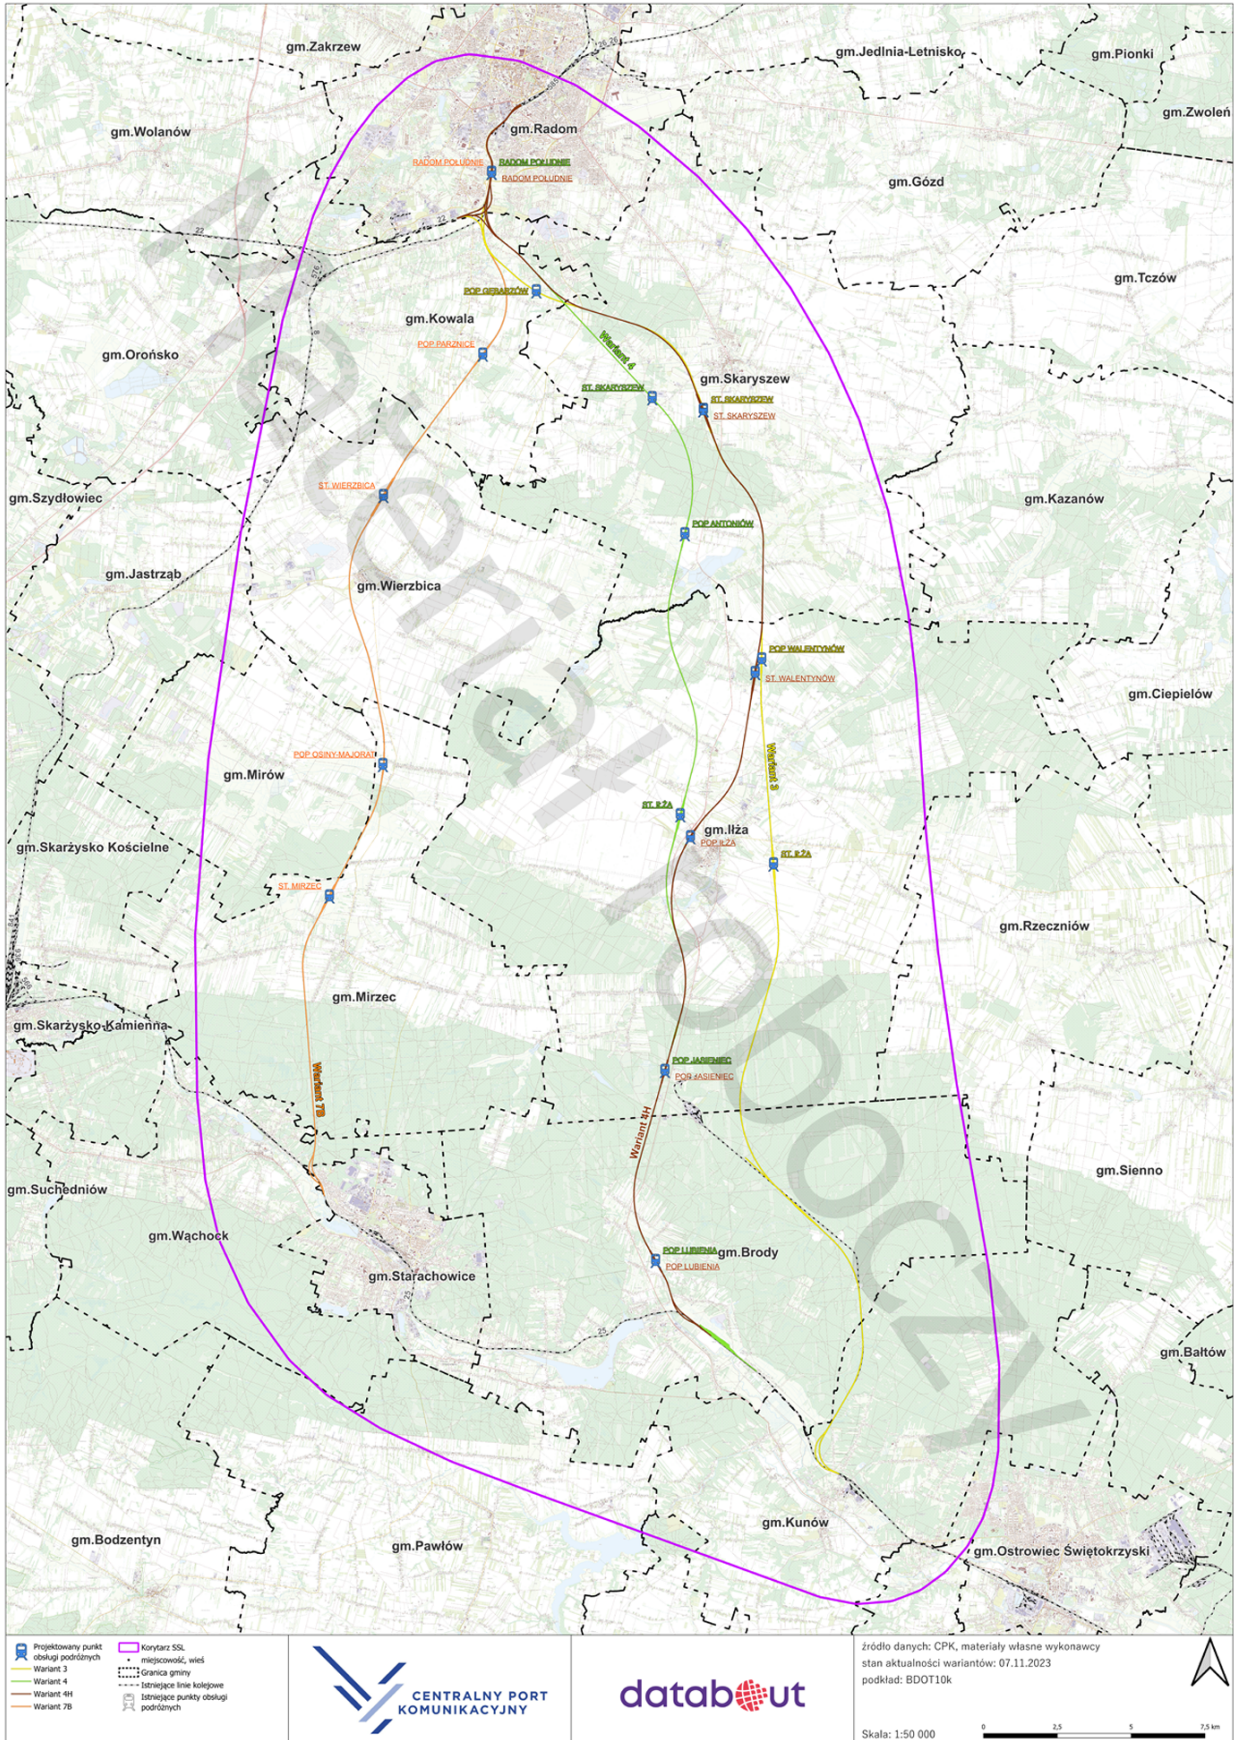 gm.Zakrzew
gm.Jedlnia-Letnisko
gm.Pionki
gm.Zwoleń
gm.Wolanów
gm.Radom
RADOM POŁUDNIE
RADOM POŁUDNIE
RADOM POŁUDNIE
gm.Gózd
22
22
576
gm.Tczów
POP GĘBARZÓW
gm.Kowala
8
POP PARZNICE
gm.Orońsko
Wariant 4
gm.Skaryszew
ST. SKARYSZEW
ST. SKARYSZEW
ST. SKARYSZEW
gm.Szydłowiec
ST. WIERZBICA
gm.Kazanów
POP ANTONIÓW
gm.Jastrząb
gm.Wierzbica
POP WALENTYNÓW
ST. WALENTYNÓW
gm.Ciepielów
POP OSINY-MAJORAT
gm.Mirów
Wariant 3
ST. IŁŻA
gm.Iłża
POP IŁŻA
ST. IŁŻA
gm.Skarżysko Kościelne
ST. MIRZEC
gm.Rzeczniów
gm.Mirzec
gm.Skarżysko-Kamienna
POP JASIENIEC
POP JASIENIEC
Wariant 7B
Wariant 4H
gm.Sienno
gm.Suchedniów
gm.Wąchock
POP LUBIENIA
gm.Brody
POP LUBIENIA
gm.Starachowice
25
25
gm.Bałtów
gm.Bodzentyn
gm.Pawłów
gm.Kunów
gm.Ostrowiec Świętokrzyski
Materiał roboczy
Projektowany punkt
obsługi podróżnych
Wariant 3
Wariant 4
Wariant 4H
Wariant 7B
Korytarz SSL
miejscowość, wieś
Granica gminy
Istniejące linie kolejowe
Istniejące punkty obsługi
podróżnych
CENTRALNY PORT
KOMUNIKACYJNY
databout
źródło danych: CPK, materiały własne wykonawcy
stan aktualności wariantów: 07.11.2023
podkład: BDOT10k
Skala: 1:50 000
0 2,5 5 7,5 km